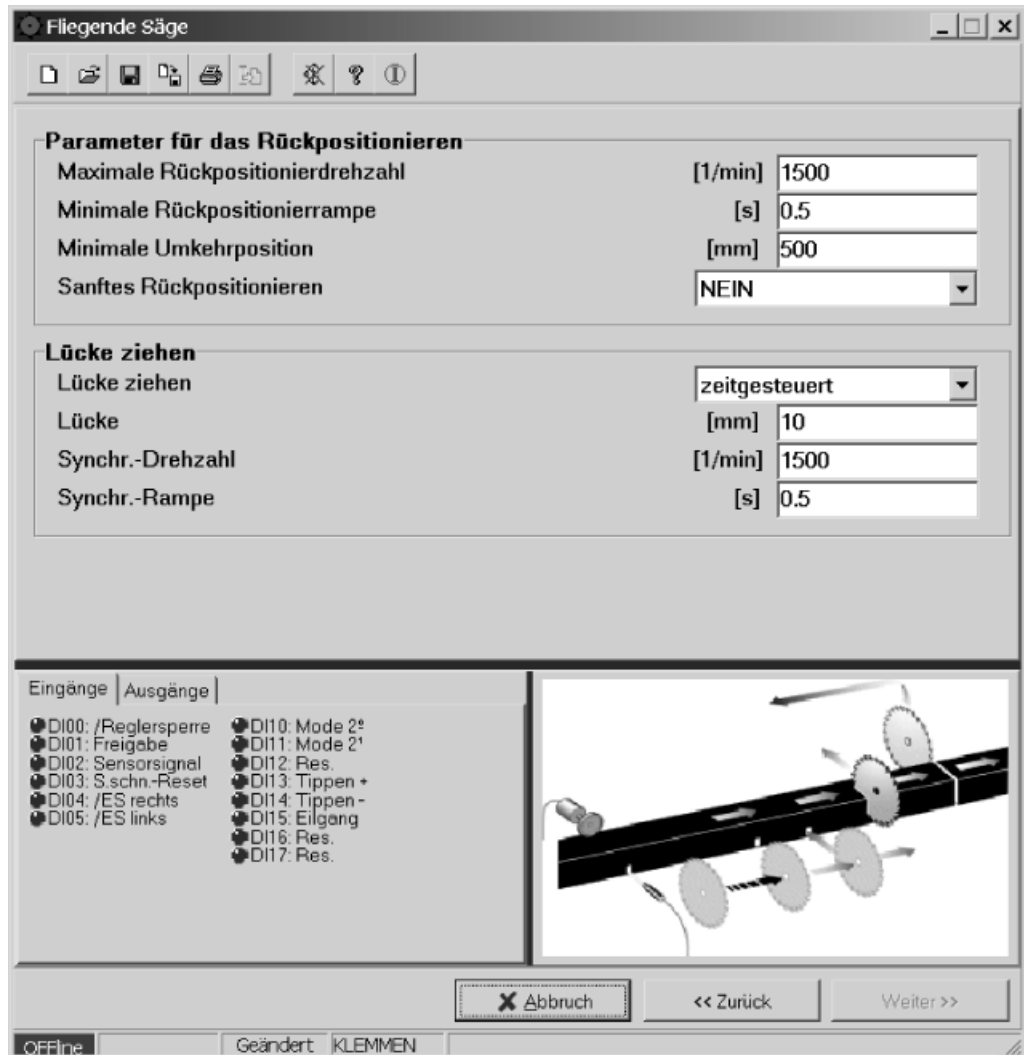 Fliegende Säge
Parameter für das Rückpositionieren
Maximale Rückpositionierdrehzahl [1/min] 1500
Minimale Rückpositionierrampe [s] 0.5
Minimale Umkehrposition [mm] 500
Sanftes Rückpositionieren NEIN
Lücke ziehen
Lücke ziehen zeitgesteuert
Lücke [mm] 10
Synchr.-Drehzahl [1/min] 1500
Synchr.-Rampe [s] 0.5
Eingänge Ausgänge
DI00: /Reglersperre DI10: Mode 2⁰
DI01: Freigabe DI11: Mode 2¹
DI02: Sensorsignal DI12: Res.
DI03: S.schn.-Reset DI13: Tippen +
DI04: /ES rechts DI14: Tippen -
DI05: /ES links DI15: Eilgang
DI16: Res.
DI17: Res.
Abbruch << Zurück Weiter >>
OFFline Geändert KLEMMEN